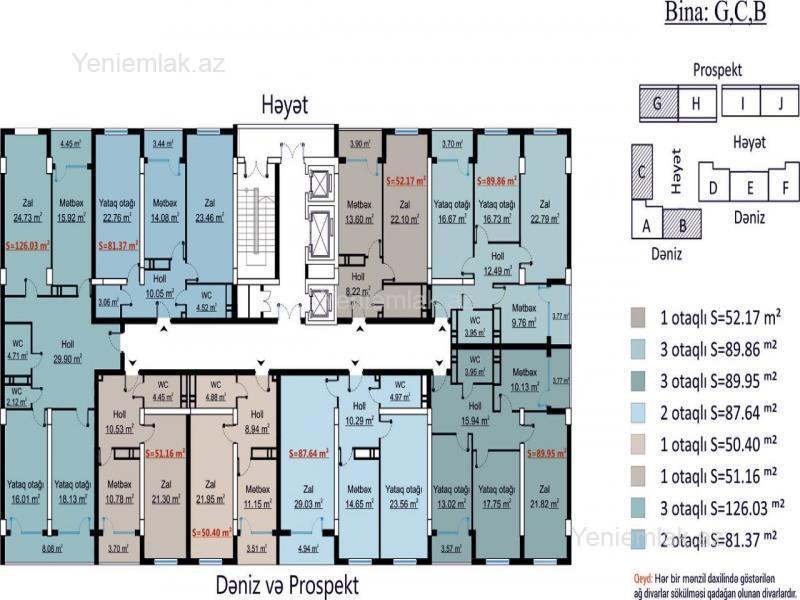 Bina: G,C,B
Yeniemlak.az
Həyət
Prospekt
G H I J
C
Həyət
Həyət
A B
D E F
Dəniz
Dəniz
4.45 m²
3.44 m²
3.90 m²
3.70 m²
Zal
24.73 m²
S=126.03 m²
Mətbəx
15.92 m²
Yataq otağı
22.76 m²
S=81.37 m²
Mətbəx
14.08 m²
Zal
23.46 m²
Mətbəx
13.60 m²
S=52.17 m²
Zal
22.10 m²
Yataq otağı
16.67 m²
S=89.86 m²
Yataq otağı
16.73 m²
Zal
22.79 m²
Holl
10.05 m²
3.06 m²
WC
4.52 m²
Holl
8.22 m²
Holl
12.49 m²
Yeniemlak.az
WC
3.95 m²
Mətbəx
9.76 m²
3.77 m²
WC
4.71 m²
Holl
29.90 m²
WC
2.12 m²
WC
3.95 m²
Mətbəx
10.13 m²
3.77 m²
WC
4.45 m²
WC
4.88 m²
WC
4.97 m²
Holl
10.53 m²
Holl
8.94 m²
Holl
10.29 m²
Holl
15.94 m²
Yataq otağı
16.01 m²
Yataq otağı
18.13 m²
Mətbəx
10.78 m²
S=51.16 m²
Zal
21.30 m²
Zal
21.95 m²
S=50.40 m²
Mətbəx
11.15 m²
S=87.64 m²
Zal
29.03 m²
Mətbəx
14.65 m²
Yataq otağı
23.56 m²
Yataq otağı
13.02 m²
Yataq otağı
17.75 m²
S=89.95 m²
Zal
21.82 m²
8.08 m²
3.70 m²
3.51 m²
4.94 m²
3.57 m²
Dəniz və Prospekt
1 otaqlı S=52.17 m²
3 otaqlı S=89.86 m²
3 otaqlı S=89.95 m²
2 otaqlı S=87.64 m²
1 otaqlı S=50.40 m²
1 otaqlı S=51.16 m²
3 otaqlı S=126.03 m²
2 otaqlı S=81.37 m²
Yeniemlak.az
Qeyd: Hər bir mənzil daxilində göstərilən
ağ divarlar sökülməsi qadağan olunan divarlardır.